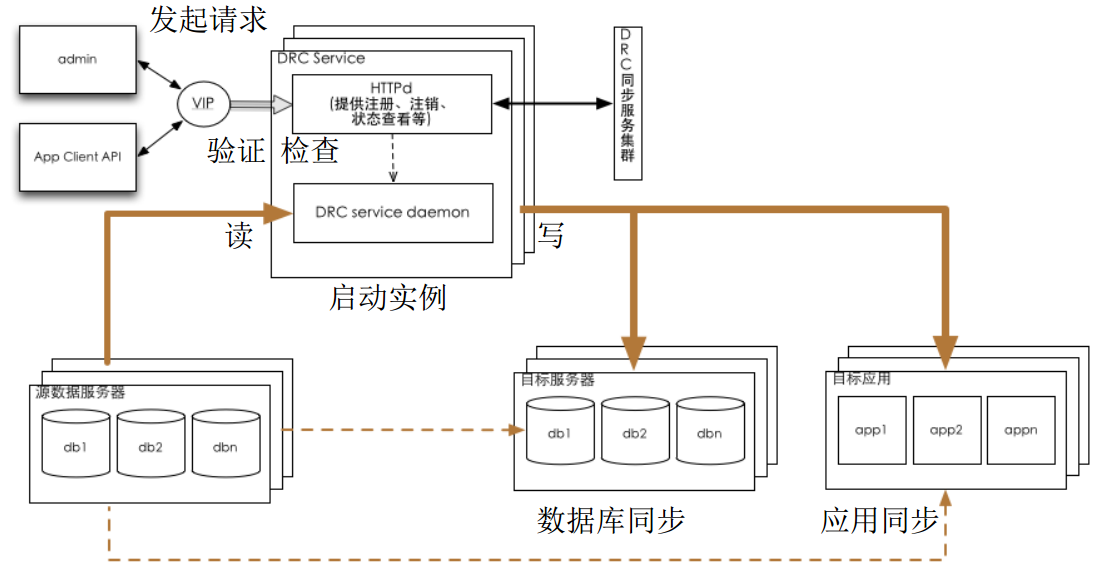 发起请求
admin
App Client API
VIP
验证 检查
DRC Service
HTTPd
(提供注册、注销、
状态查看等)
DRC service daemon
DRC同步服务集群
读
写
启动实例
源数据服务器
db1
db2
dbn
目标服务器
db1
db2
dbn
目标应用
app1
app2
appn
数据库同步
应用同步